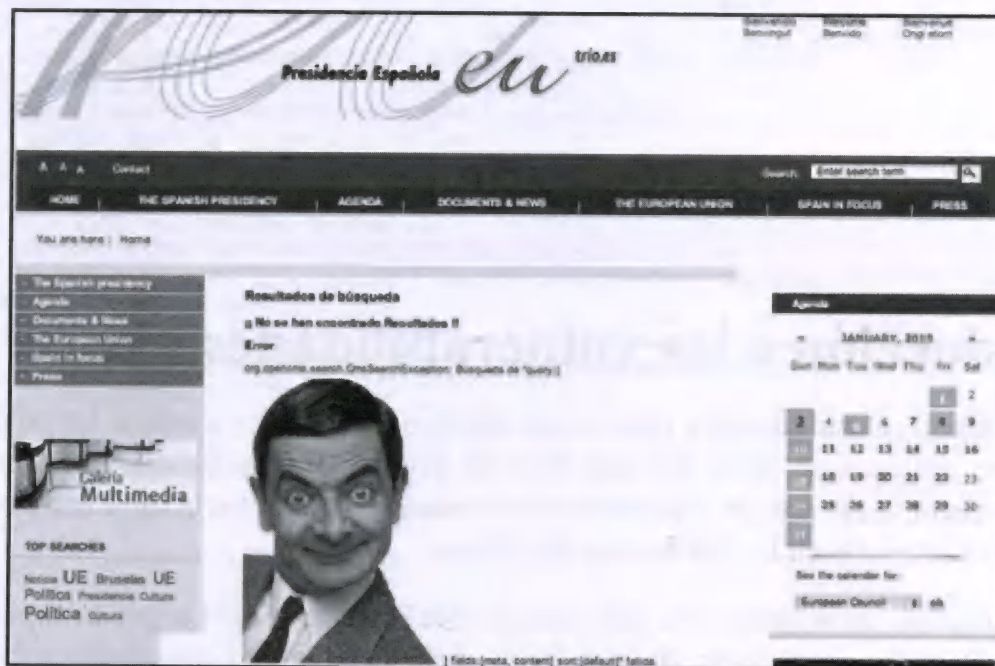 Bienvenido Welcome Bienvenue
Benvingut Benvido Ongi etorri
Presidencia Española eu trio.es
A A A Contact
Search: Enter search term
HOME THE SPANISH PRESIDENCY AGENDA DOCUMENTS & NEWS THE EUROPEAN UNION SPAIN IN FOCUS PRESS
You are here: Home
The Spanish presidency
Agenda
Documents & News
The European Union
Spain in focus
Press
Galería
Multimedia
TOP SEARCHES
Noticia UE Bruselas UE
Política Presidencia Cultura
Política Cultura
Resultados de búsqueda
¡¡ No se han encontrado Resultados !!
Error
org.opencms.search.CmsSearchException: Búsqueda de "query:[
] fields:[meta, content] sort:[default]" fallos
Agenda
« JANUARY, 2010 »
Sun Mon Tue Wed Thu Fri Sat
1 2
3 4 5 6 7 8 9
10 11 12 13 14 15 16
18 19 20 21 22 23
25 26 27 28 29 30
31
See the calendar for:
European Council ok